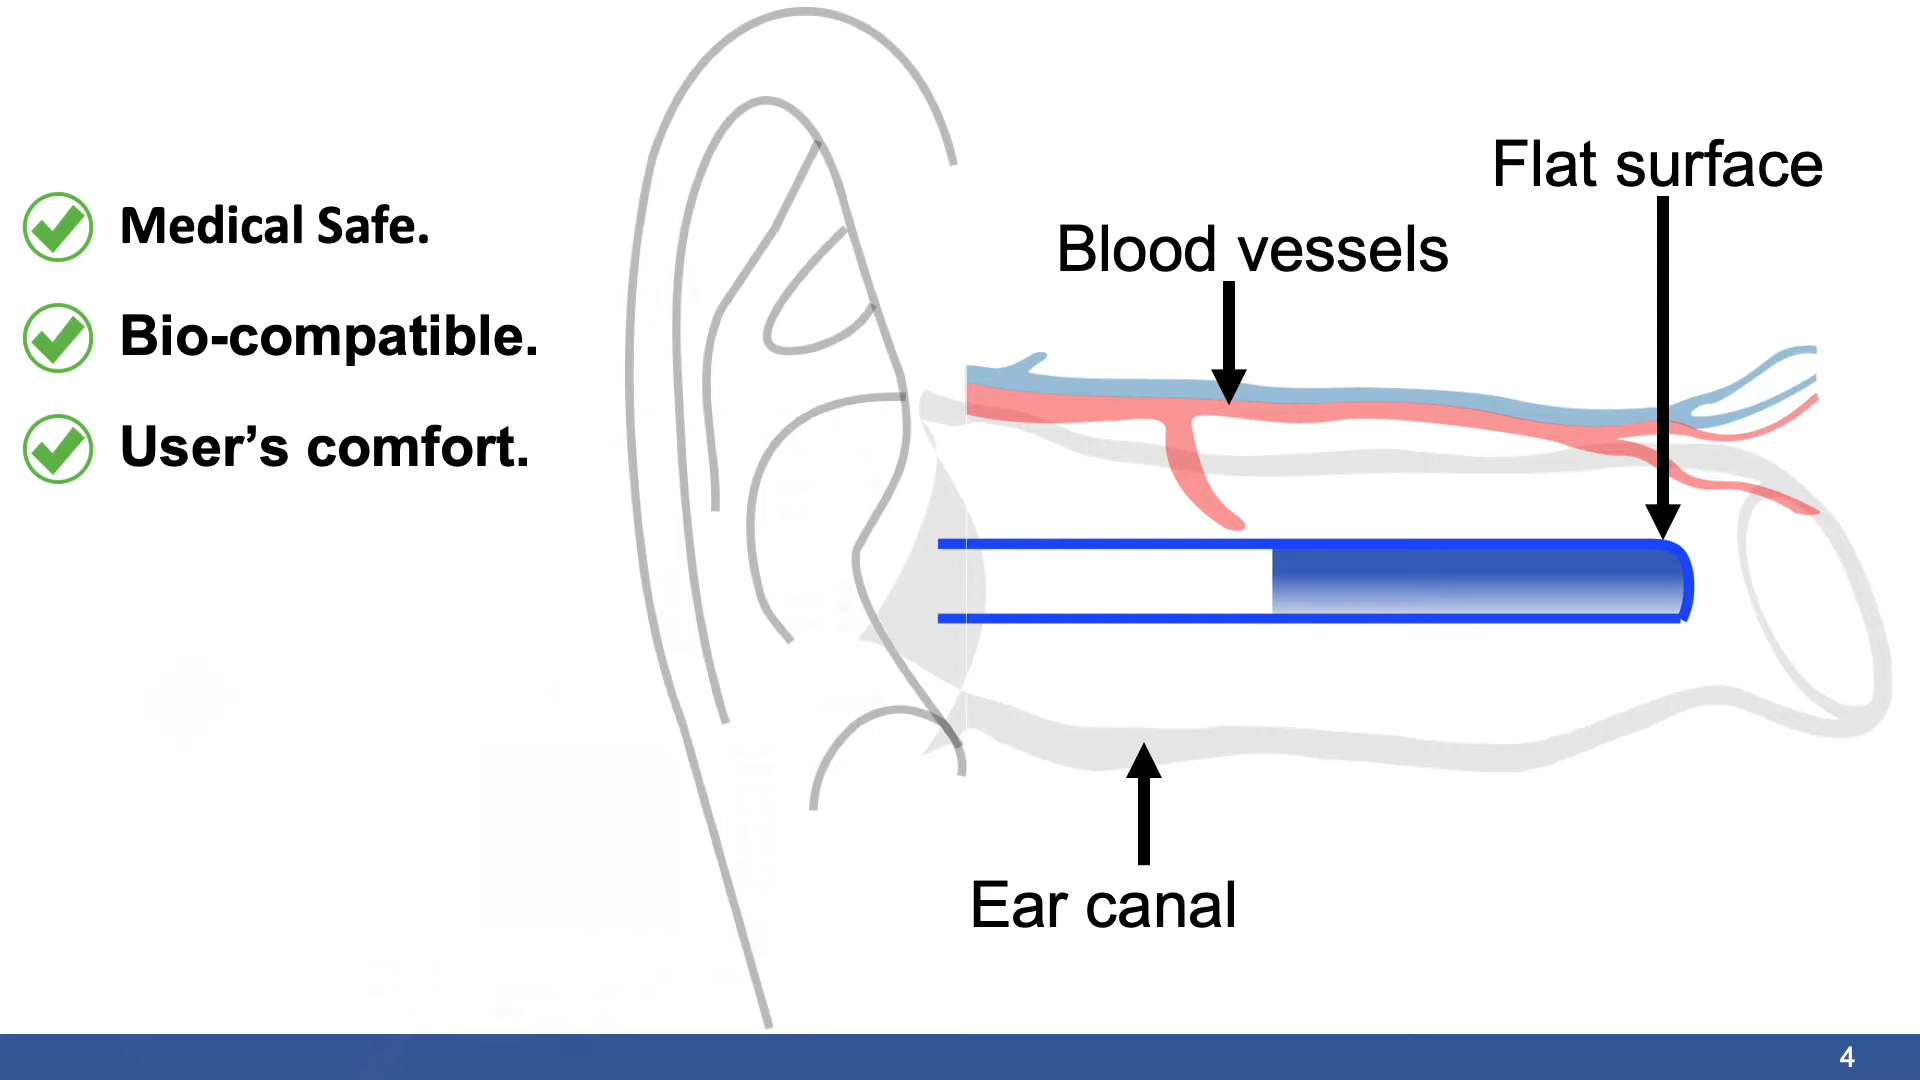 Medical Safe.
Bio-compatible.
User’s comfort.
Flat surface
Blood vessels
Ear canal
4